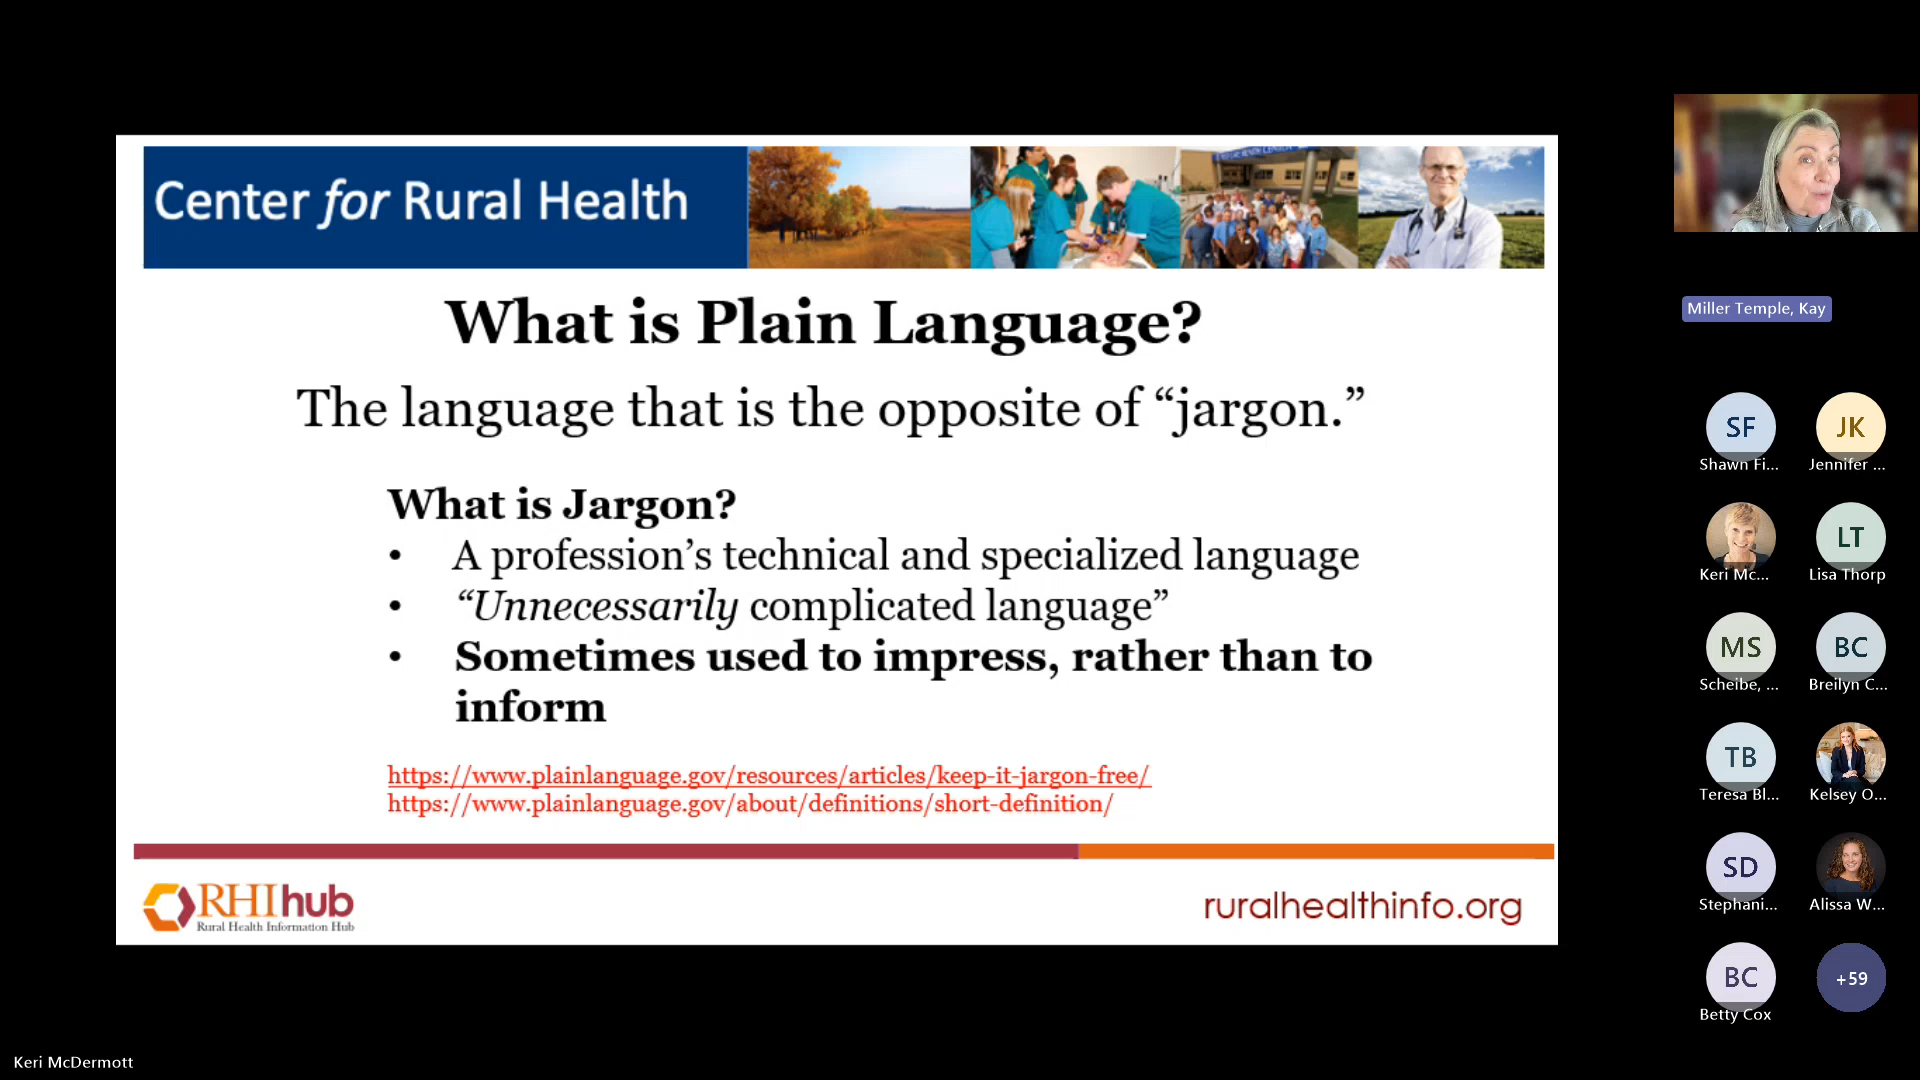 Center for Rural Health
What is Plain Language?
The language that is the opposite of “jargon.”
What is Jargon?
• A profession’s technical and specialized language
• “Unnecessarily complicated language”
• Sometimes used to impress, rather than to
inform
https://www.plainlanguage.gov/resources/articles/keep-it-jargon-free/
https://www.plainlanguage.gov/about/definitions/short-definition/
RHIhub
Rural Health Information Hub
ruralhealthinfo.org
Miller Temple, Kay
SF
Shawn Fi...
JK
Jennifer ...
Keri Mc...
LT
Lisa Thorp
MS
Scheibe, ...
BC
Breilyn C...
TB
Teresa Bl...
Kelsey O...
SD
Stephani...
Alissa W...
BC
Betty Cox
+59
Keri McDermott